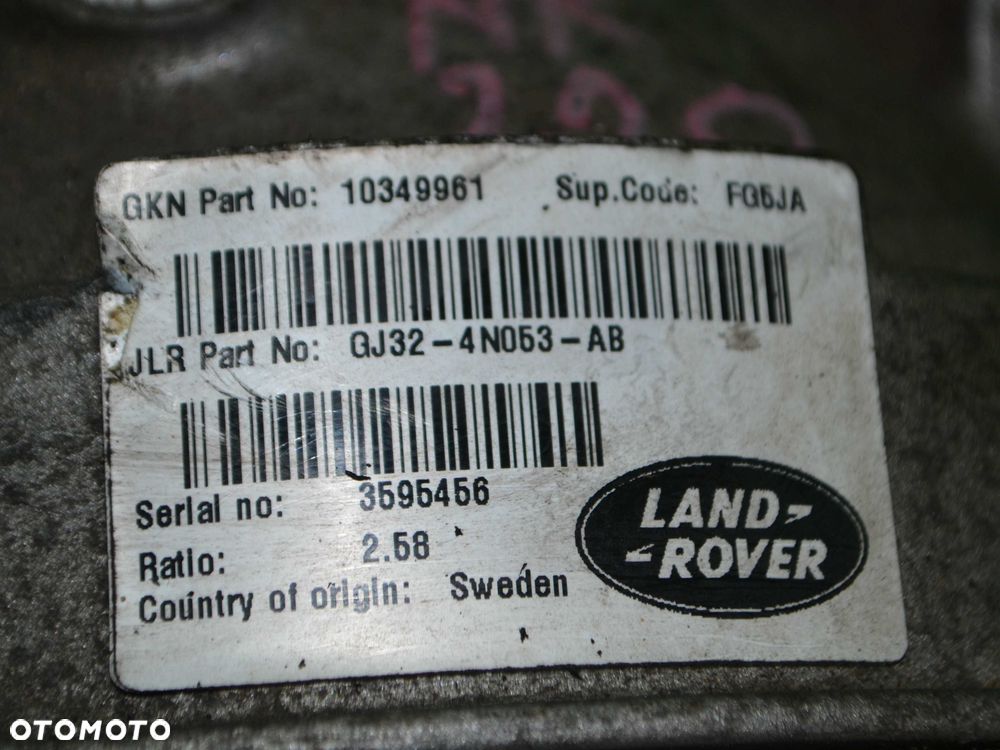 GKN Part No: 10349961 Sup.Code: FG5JA
JLR Part No: GJ32-4N053-AB
Serial no: 3595456
Ratio: 2.58
Country of origin: Sweden
LAND-
-ROVER
OTOMOTO